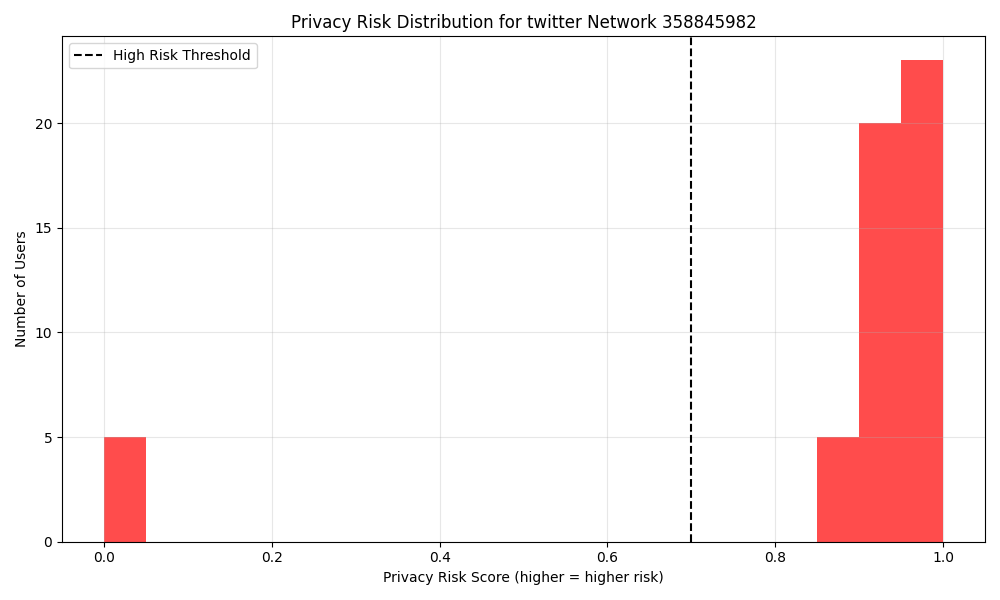 Privacy Risk Distribution for twitter Network 358845982
High Risk Threshold
Number of Users
20
15
10
5
0
0.0 0.2 0.4 0.6 0.8 1.0
Privacy Risk Score (higher = higher risk)